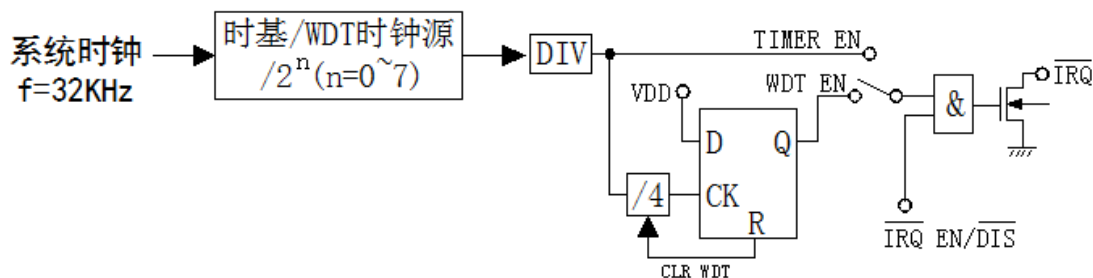 系统时钟
f=32KHz
时基/WDT时钟源
/2ⁿ(n=0~7)
DIV
TIMER EN
WDT EN
VDD
D
Q
CK
R
/4
CLR WDT
&
IRQ
IRQ EN/DIS